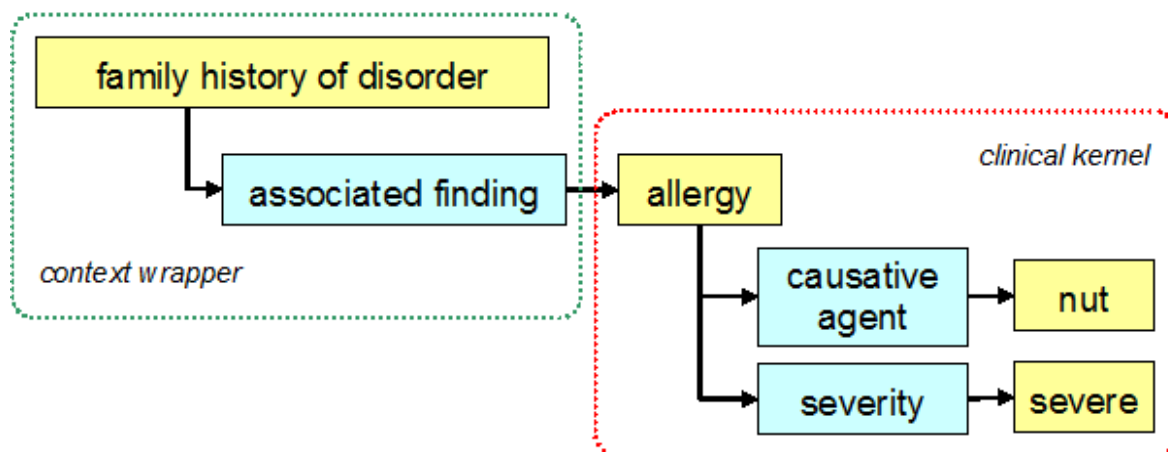 family history of disorder
clinical kernel
associated finding
allergy
context wrapper
causative
agent
nut
severity
severe